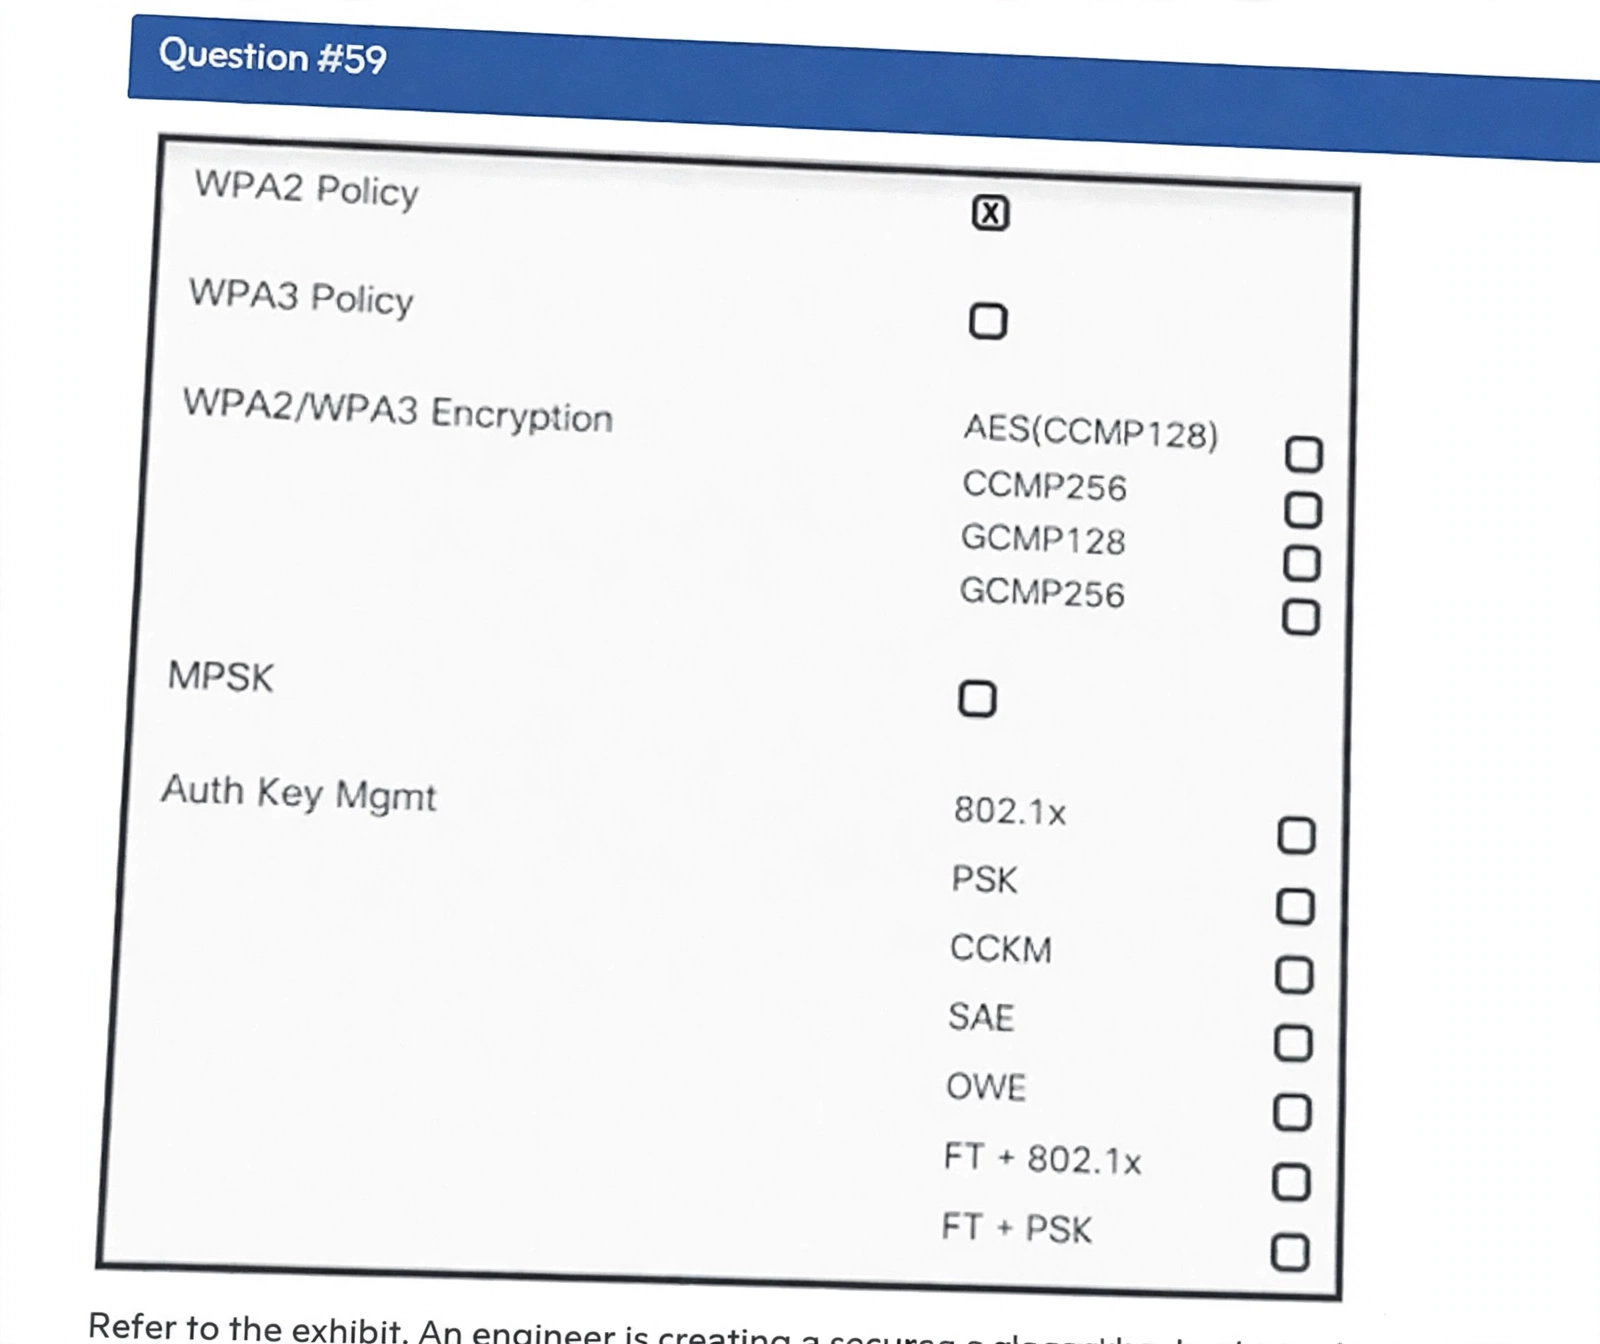 Question #59
WPA2 Policy X
WPA3 Policy
WPA2/WPA3 Encryption AES(CCMP128)
CCMP256
GCMP128
GCMP256
MPSK
Auth Key Mgmt 802.1x
PSK
CCKM
SAE
OWE
FT + 802.1x
FT + PSK
Refer to the exhibit. An engineer is creating a